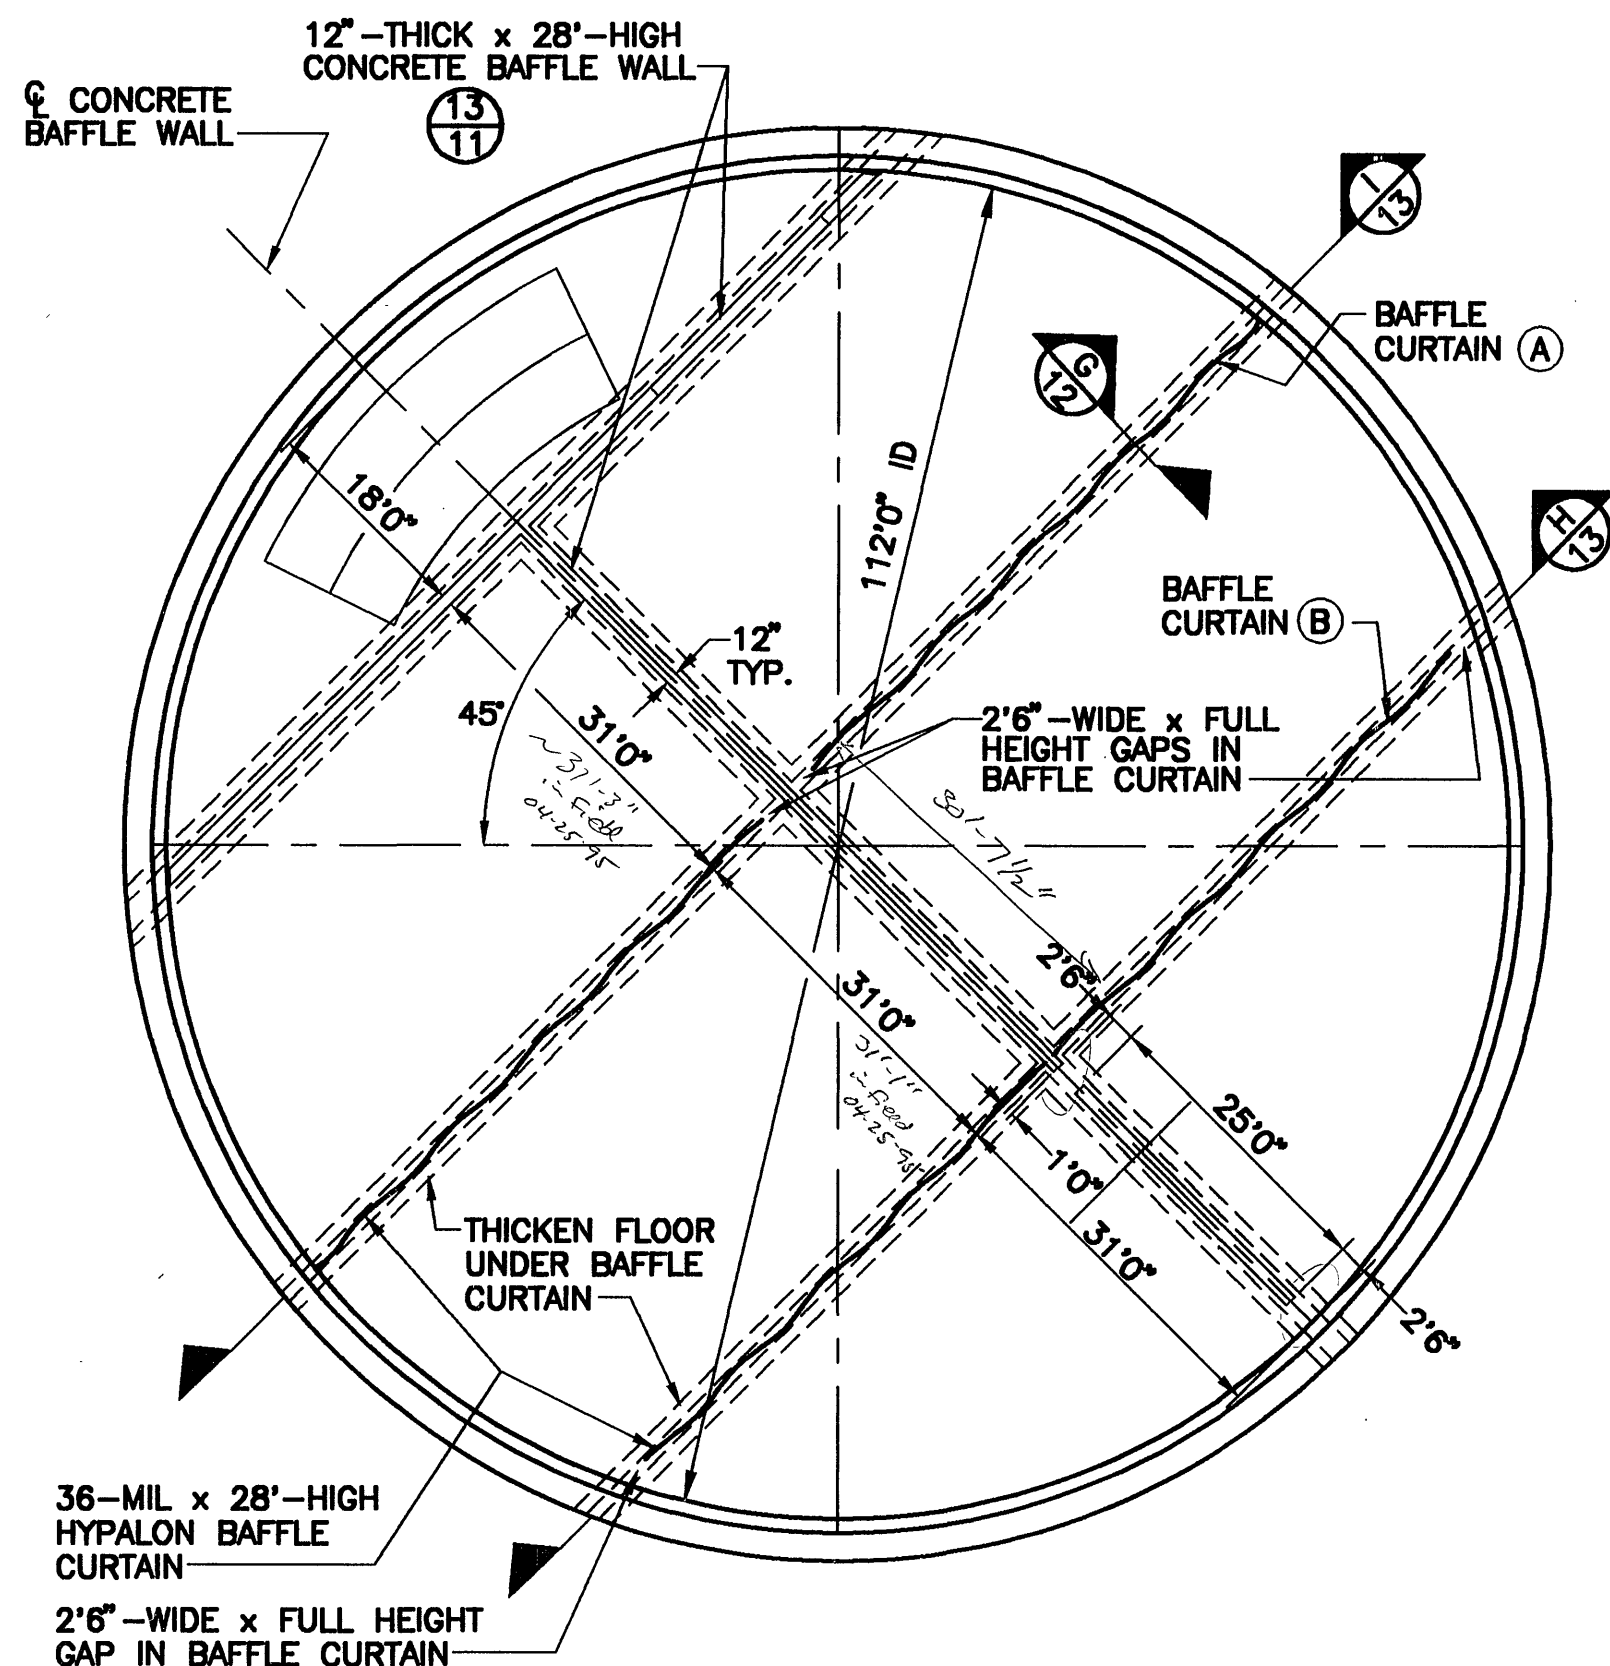 12"-THICK x 28'-HIGH
CONCRETE BAFFLE WALL
℄ CONCRETE
BAFFLE WALL
13
11
I
13
BAFFLE
CURTAIN A
G
12
112'0" ID
18'0"
H
13
BAFFLE
CURTAIN B
12"
TYP.
45°
31'0"
~31'-3"
in field
04-25-95
2'6"-WIDE x FULL
HEIGHT GAPS IN
BAFFLE CURTAIN
30'-7 1/2"
2'6"
31'0"
31'-1"
in field
04-25-95
25'0"
1'0"
31'0"
2'6"
THICKEN FLOOR
UNDER BAFFLE
CURTAIN
36-MIL x 28'-HIGH
HYPALON BAFFLE
CURTAIN
2'6"-WIDE x FULL HEIGHT
GAP IN BAFFLE CURTAIN